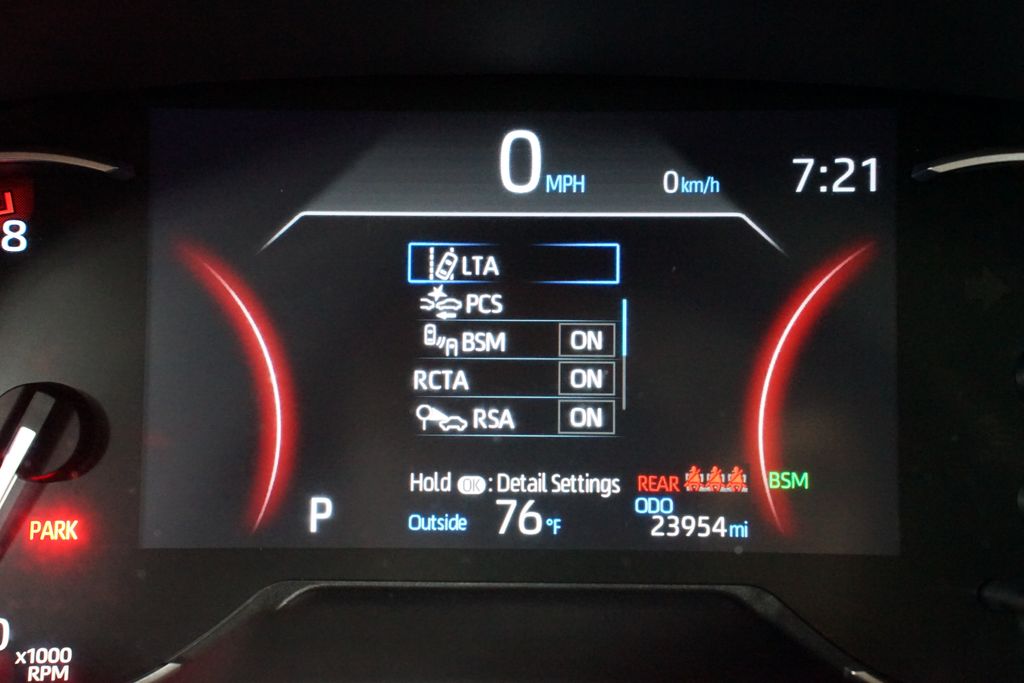 0 MPH 0 km/h 7:21
8
LTA
PCS
BSM ON
RCTA ON
RSA ON
Hold OK : Detail Settings REAR BSM
P Outside 76 °F ODO
23954 mi
PARK
0
x1000
RPM